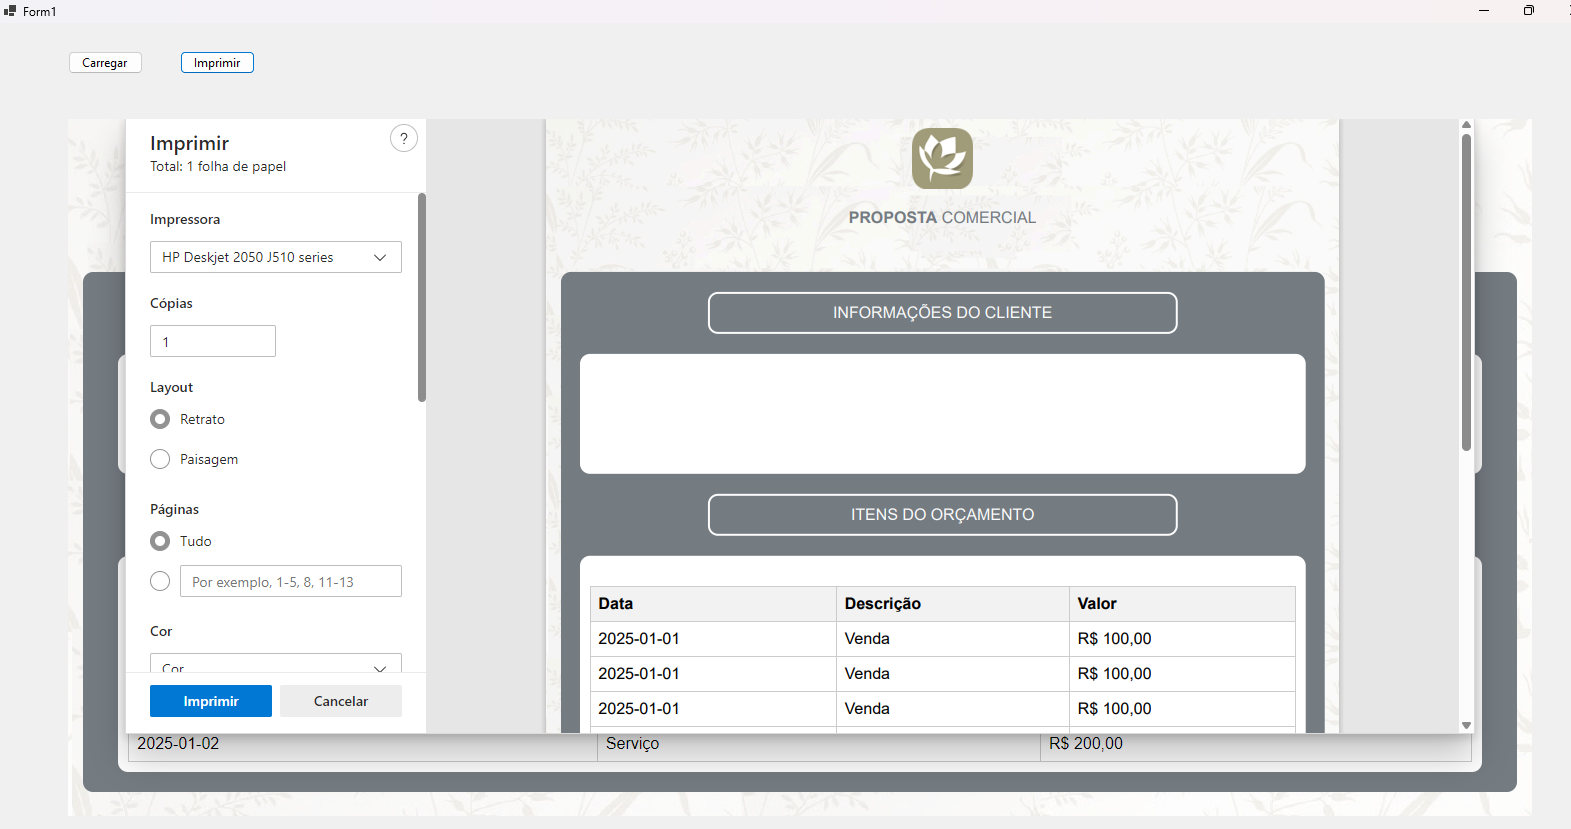 Form1
Carregar
Imprimir
Imprimir
?
Total: 1 folha de papel
Impressora
HP Deskjet 2050 J510 series
Cópias
1
Layout
Retrato
Paisagem
Páginas
Tudo
Por exemplo, 1-5, 8, 11-13
Cor
Cor
Imprimir
Cancelar
PROPOSTA COMERCIAL
INFORMAÇÕES DO CLIENTE
ITENS DO ORÇAMENTO
Data Descrição Valor
2025-01-01 Venda R$ 100,00
2025-01-01 Venda R$ 100,00
2025-01-01 Venda R$ 100,00
2025-01-02 Serviço R$ 200,00